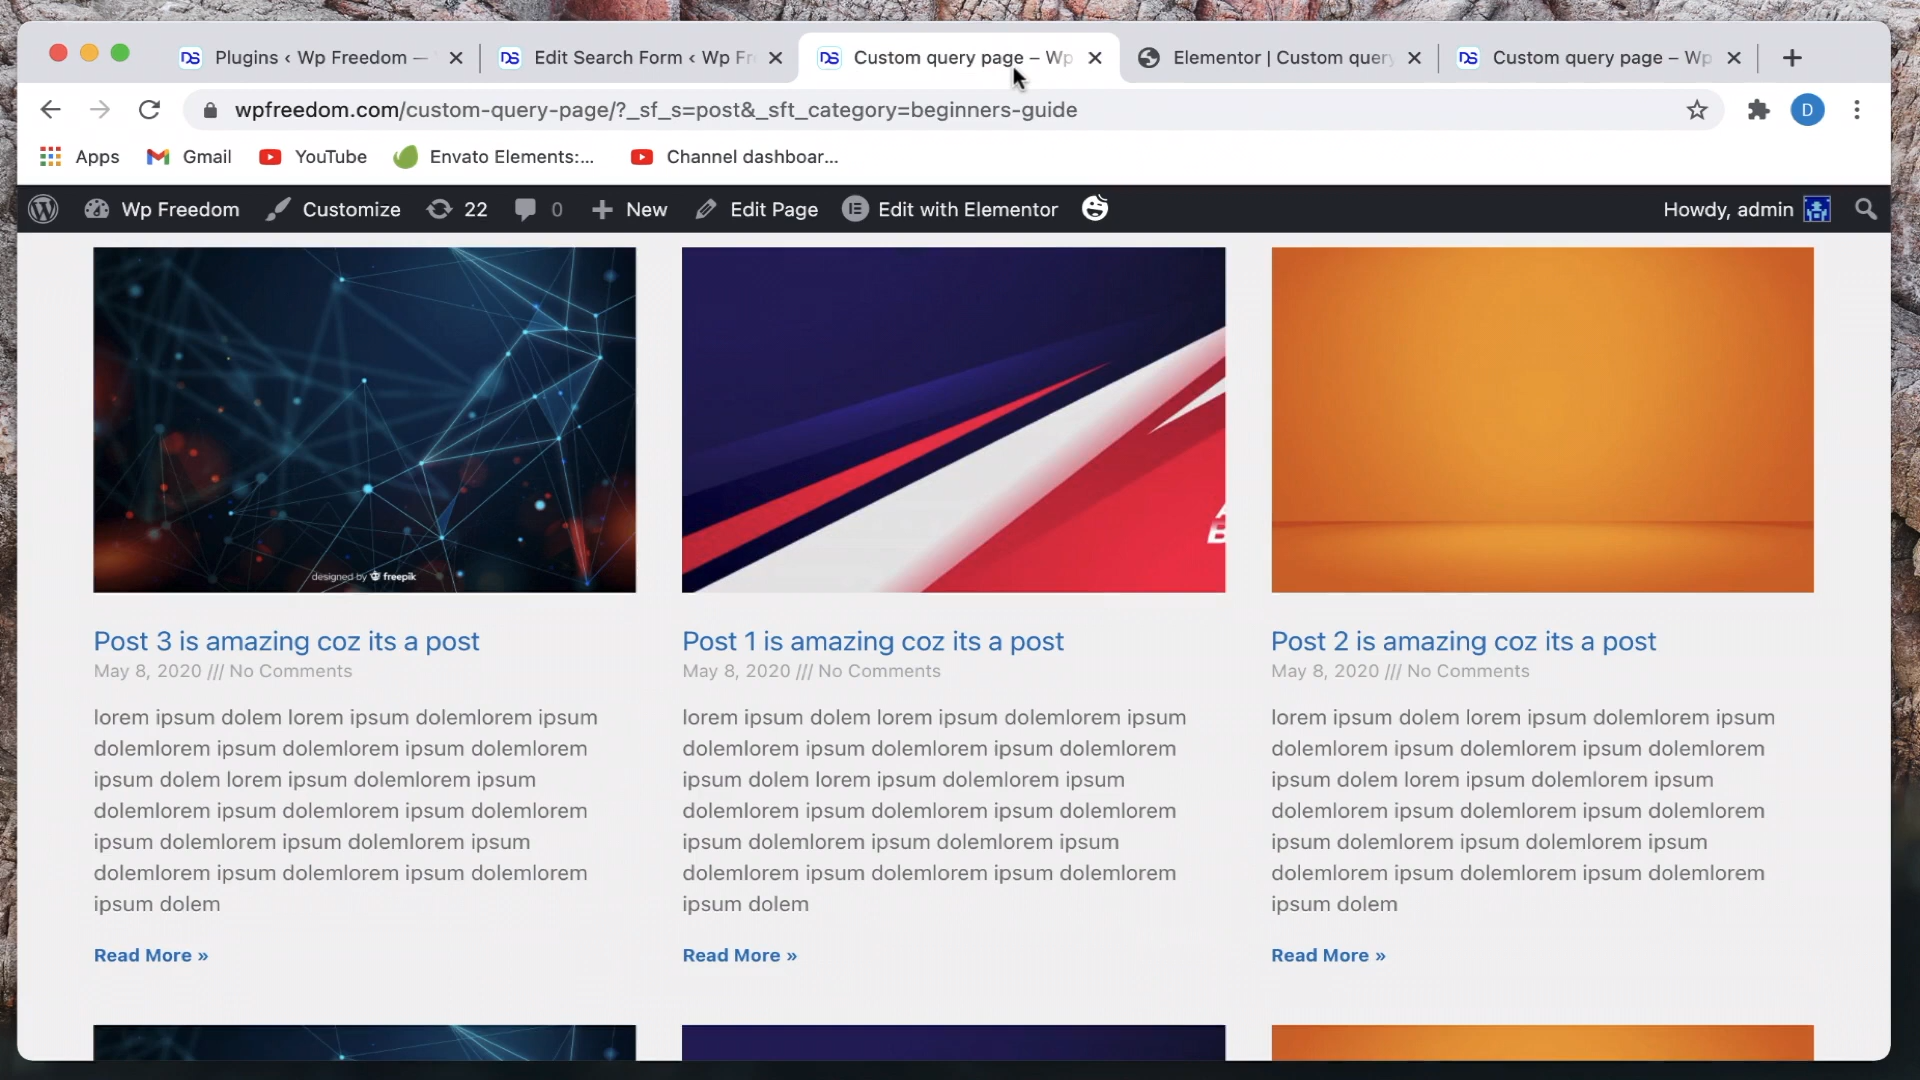 Plugins ‹ Wp Freedom —
Edit Search Form ‹ Wp Fr
Custom query page – Wp
Elementor | Custom query
Custom query page – Wp
wpfreedom.com/custom-query-page/?_sf_s=post&_sft_category=beginners-guide
D
Apps
Gmail
YouTube
Envato Elements:...
Channel dashboar...
Wp Freedom
Customize
22
0
New
Edit Page
Edit with Elementor
Howdy, admin
designed by freepik
B
Post 3 is amazing coz its a post
May 8, 2020 /// No Comments
lorem ipsum dolem lorem ipsum dolemlorem ipsum
dolemlorem ipsum dolemlorem ipsum dolemlorem
ipsum dolem lorem ipsum dolemlorem ipsum
dolemlorem ipsum dolemlorem ipsum dolemlorem
ipsum dolemlorem ipsum dolemlorem ipsum
dolemlorem ipsum dolemlorem ipsum dolemlorem
ipsum dolem
Read More »
Post 1 is amazing coz its a post
May 8, 2020 /// No Comments
lorem ipsum dolem lorem ipsum dolemlorem ipsum
dolemlorem ipsum dolemlorem ipsum dolemlorem
ipsum dolem lorem ipsum dolemlorem ipsum
dolemlorem ipsum dolemlorem ipsum dolemlorem
ipsum dolemlorem ipsum dolemlorem ipsum
dolemlorem ipsum dolemlorem ipsum dolemlorem
ipsum dolem
Read More »
Post 2 is amazing coz its a post
May 8, 2020 /// No Comments
lorem ipsum dolem lorem ipsum dolemlorem ipsum
dolemlorem ipsum dolemlorem ipsum dolemlorem
ipsum dolem lorem ipsum dolemlorem ipsum
dolemlorem ipsum dolemlorem ipsum dolemlorem
ipsum dolemlorem ipsum dolemlorem ipsum
dolemlorem ipsum dolemlorem ipsum dolemlorem
ipsum dolem
Read More »